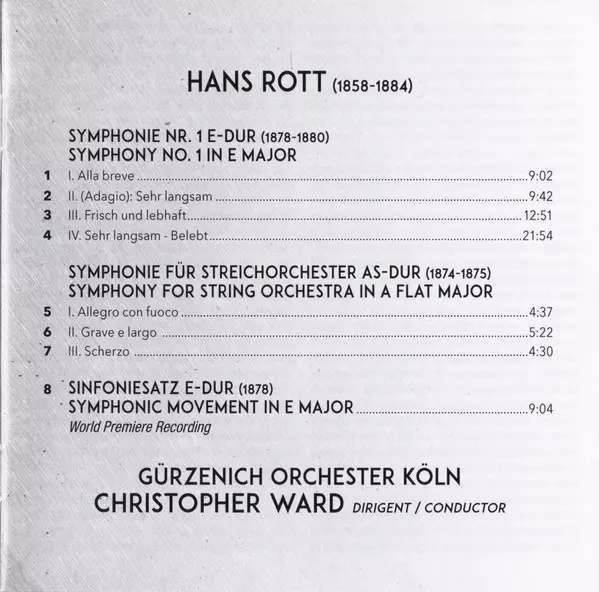 HANS ROTT (1858-1884)
SYMPHONIE NR. 1 E-DUR (1878-1880)
SYMPHONY NO. 1 IN E MAJOR
1 I. Alla breve 9:02
2 II. (Adagio): Sehr langsam 9:42
3 III. Frisch und lebhaft 12:51
4 IV. Sehr langsam - Belebt 21:54
SYMPHONIE FÜR STREICHORCHESTER AS-DUR (1874-1875)
SYMPHONY FOR STRING ORCHESTRA IN A FLAT MAJOR
5 I. Allegro con fuoco 4:37
6 II. Grave e largo 5:22
7 III. Scherzo 4:30
8 SINFONIESATZ E-DUR (1878)
SYMPHONIC MOVEMENT IN E MAJOR 9:04
World Premiere Recording
GÜRZENICH ORCHESTER KÖLN
CHRISTOPHER WARD DIRIGENT / CONDUCTOR